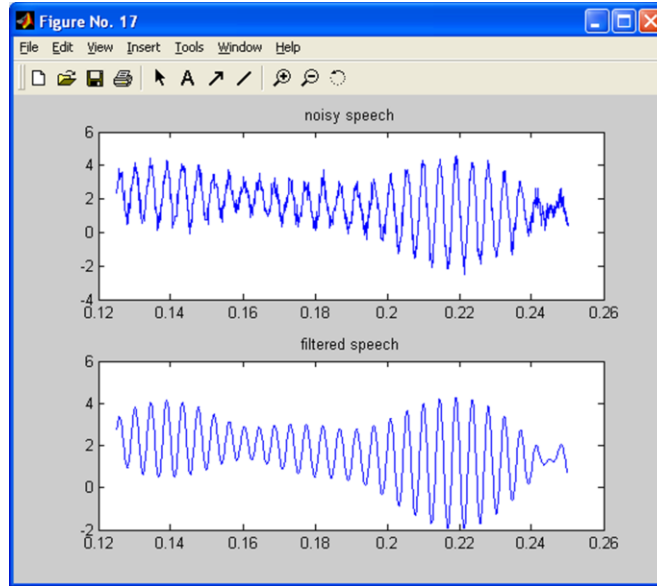 Figure No. 17
File Edit View Insert Tools Window Help
A
noisy speech
6
4
2
0
-2
-4
0.12 0.14 0.16 0.18 0.2 0.22 0.24 0.26
filtered speech
6
4
2
0
-2
0.12 0.14 0.16 0.18 0.2 0.22 0.24 0.26